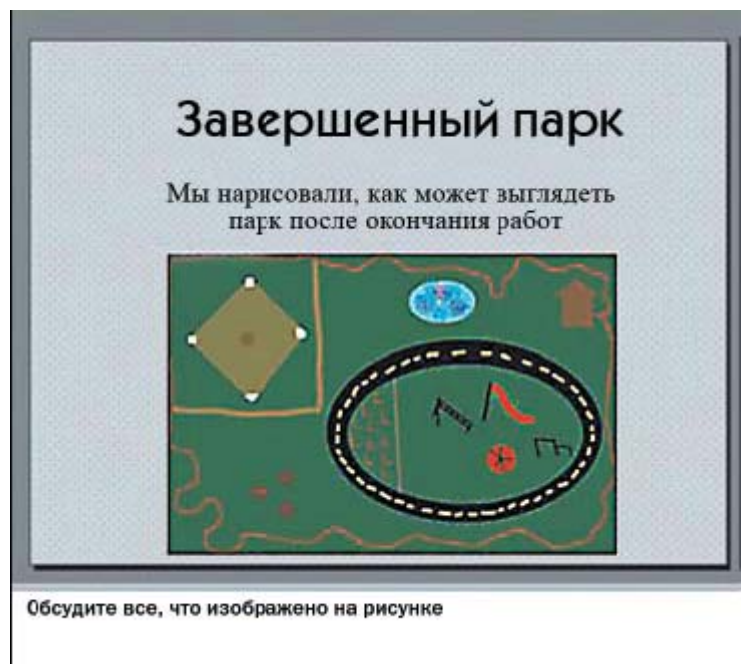 Завершенный парк
Мы нарисовали, как может выглядеть
парк после окончания работ
Обсудите все, что изображено на рисунке